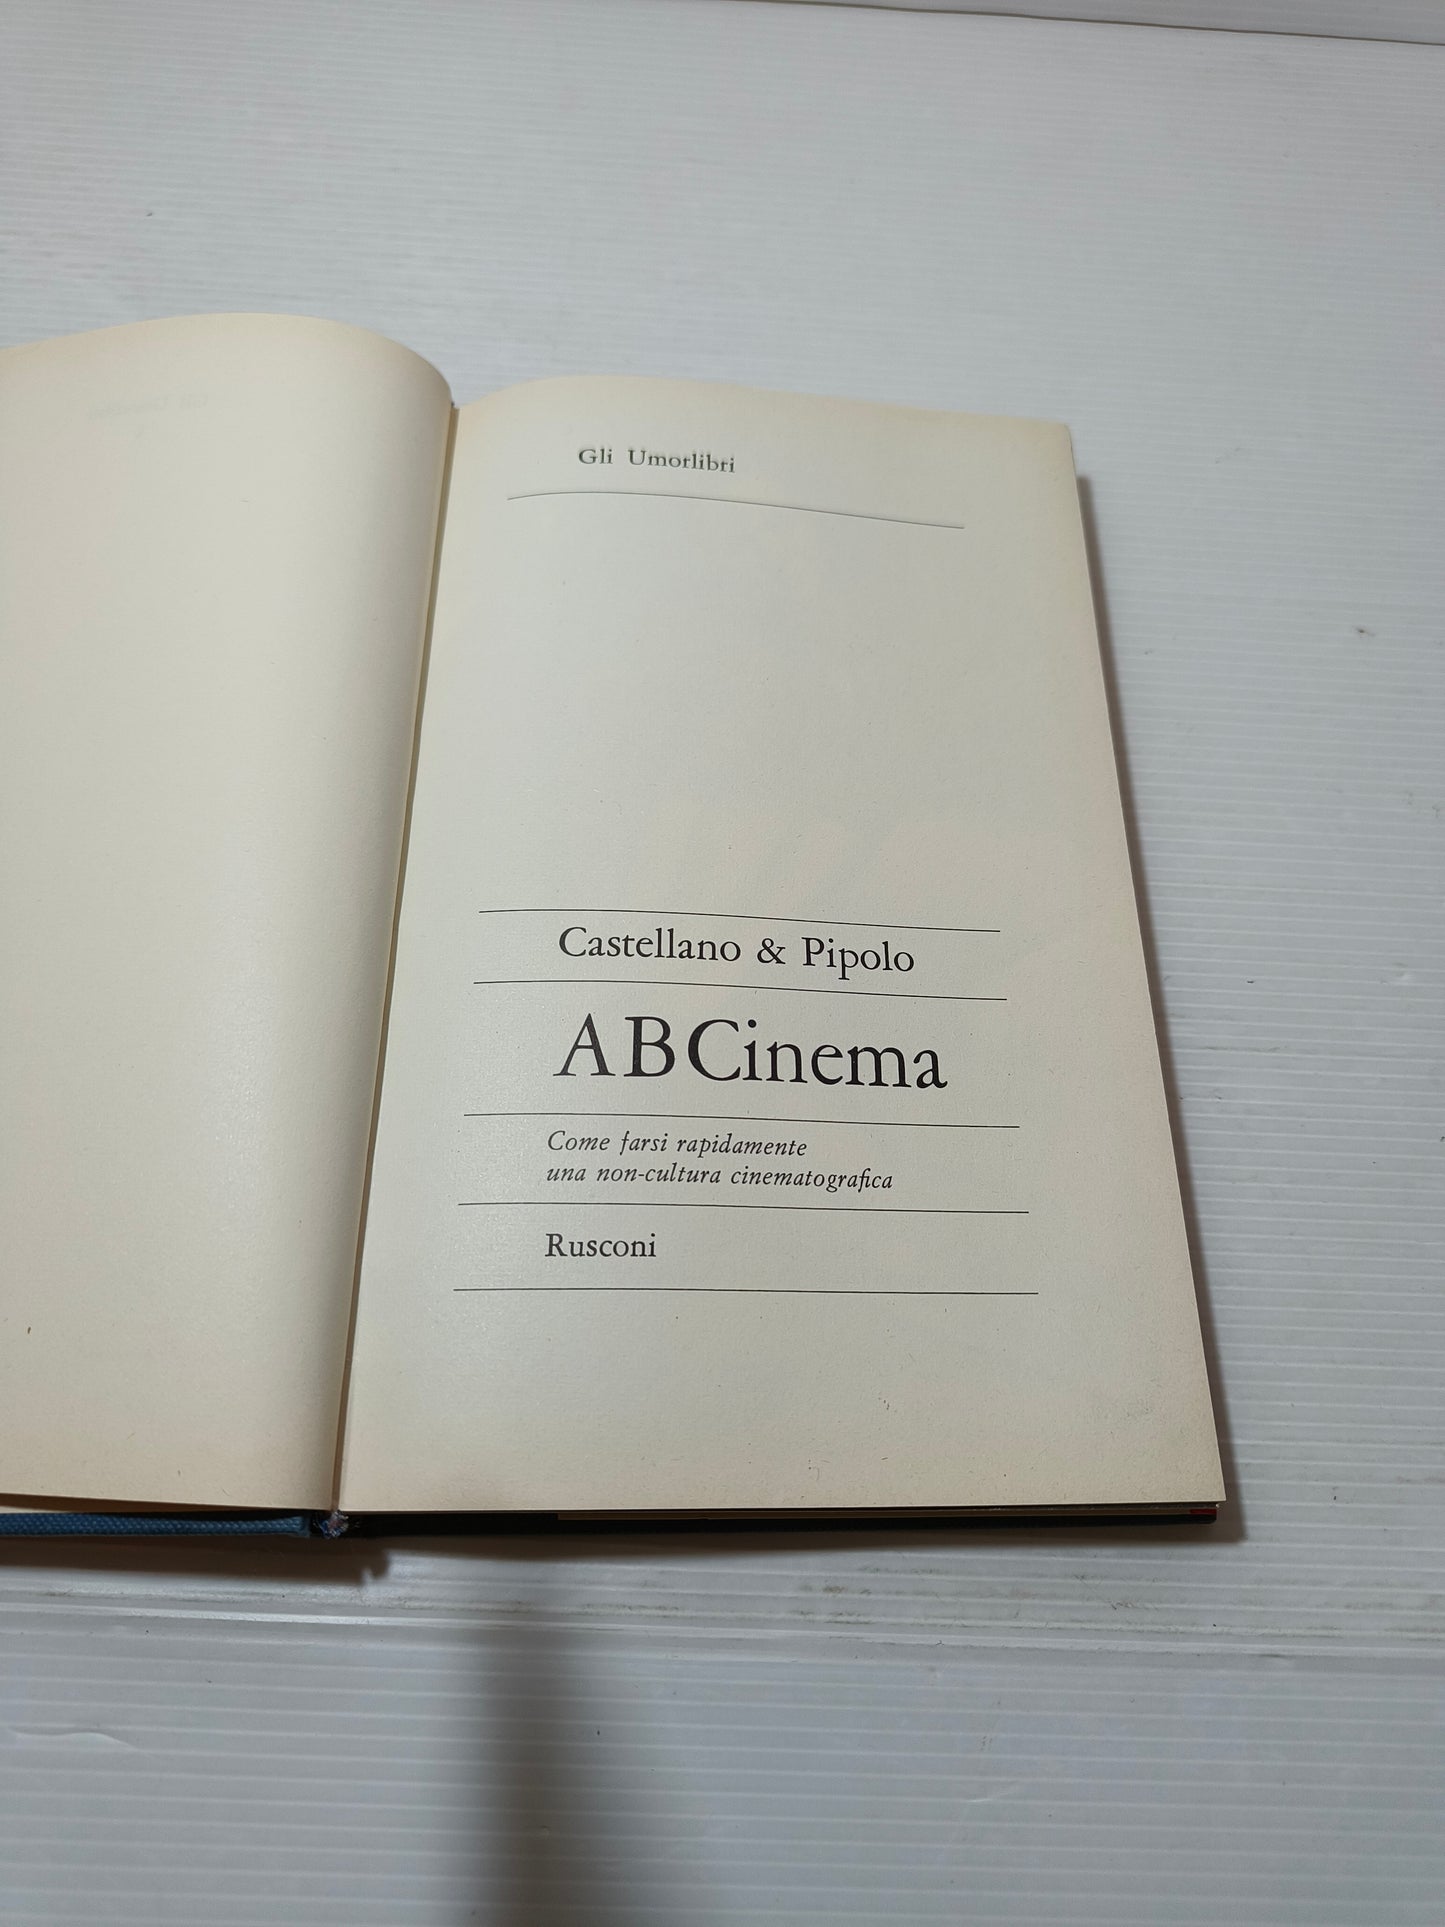 Gli Umorlibri
Castellano & Pipolo
ABCinema
Come farsi rapidamente
una non-cultura cinematografica
Rusconi